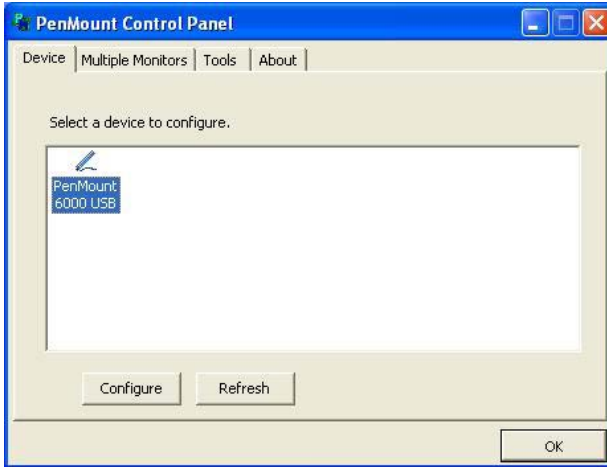 PenMount Control Panel
Device Multiple Monitors Tools About
Select a device to configure.
PenMount
6000 USB
Configure Refresh
OK